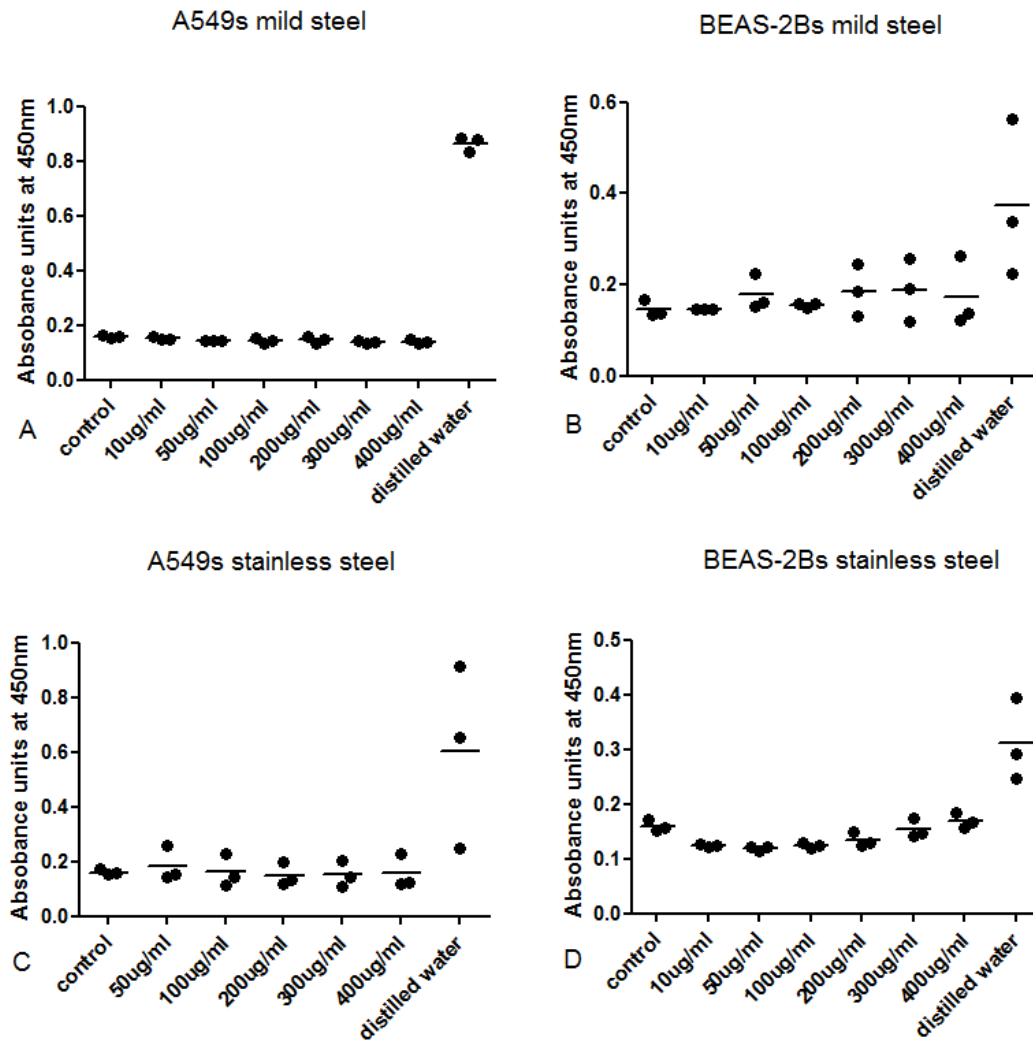 A549s mild steel
Absobance units at 450nm
1.0
0.8
0.6
0.4
0.2
0.0
control
10ug/ml
50ug/ml
100ug/ml
200ug/ml
300ug/ml
400ug/ml
distilled water
A
BEAS-2Bs mild steel
Absobance units at 450nm
0.6
0.4
0.2
0.0
control
10ug/ml
50ug/ml
100ug/ml
200ug/ml
300ug/ml
400ug/ml
distilled water
B
A549s stainless steel
Absobance units at 450nm
1.0
0.8
0.6
0.4
0.2
0.0
control
50ug/ml
100ug/ml
200ug/ml
300ug/ml
400ug/ml
distilled water
C
BEAS-2Bs stainless steel
Absobance units at 450nm
0.5
0.4
0.3
0.2
0.1
0.0
control
10ug/ml
50ug/ml
100ug/ml
200ug/ml
300ug/ml
400ug/ml
distilled water
D